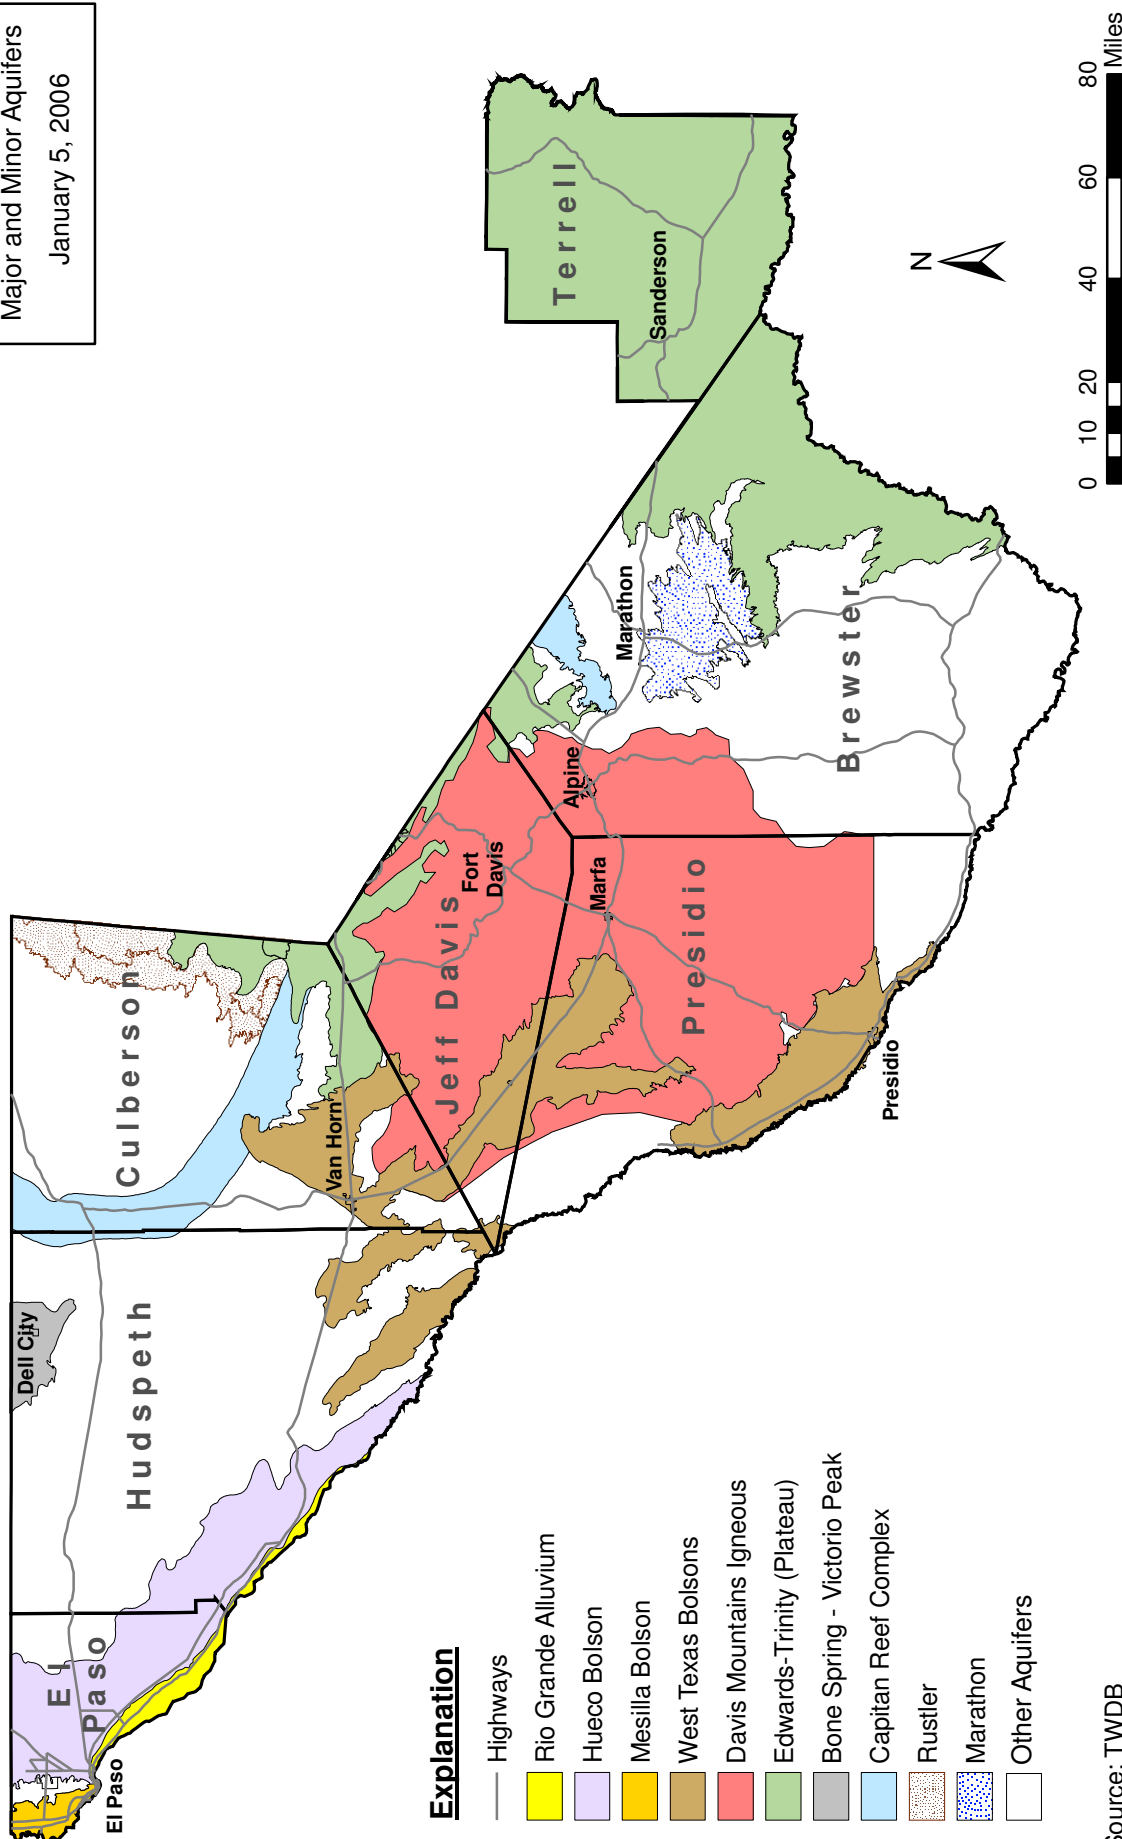 Major and Minor Aquifers
January 5, 2006
Terrell
Sanderson
N
Marathon
Brewster
Alpine
Fort
Davis
Marfa
Jeff Davis
Presidio
Presidio
Culberson
Van Horn
Dell City
Hudspeth
El
Paso
El Paso
0 10 20 40 60 80
Miles
Explanation
Highways
Rio Grande Alluvium
Hueco Bolson
Mesilla Bolson
West Texas Bolsons
Davis Mountains Igneous
Edwards-Trinity (Plateau)
Bone Spring - Victorio Peak
Capitan Reef Complex
Rustler
Marathon
Other Aquifers
Source: TWDB